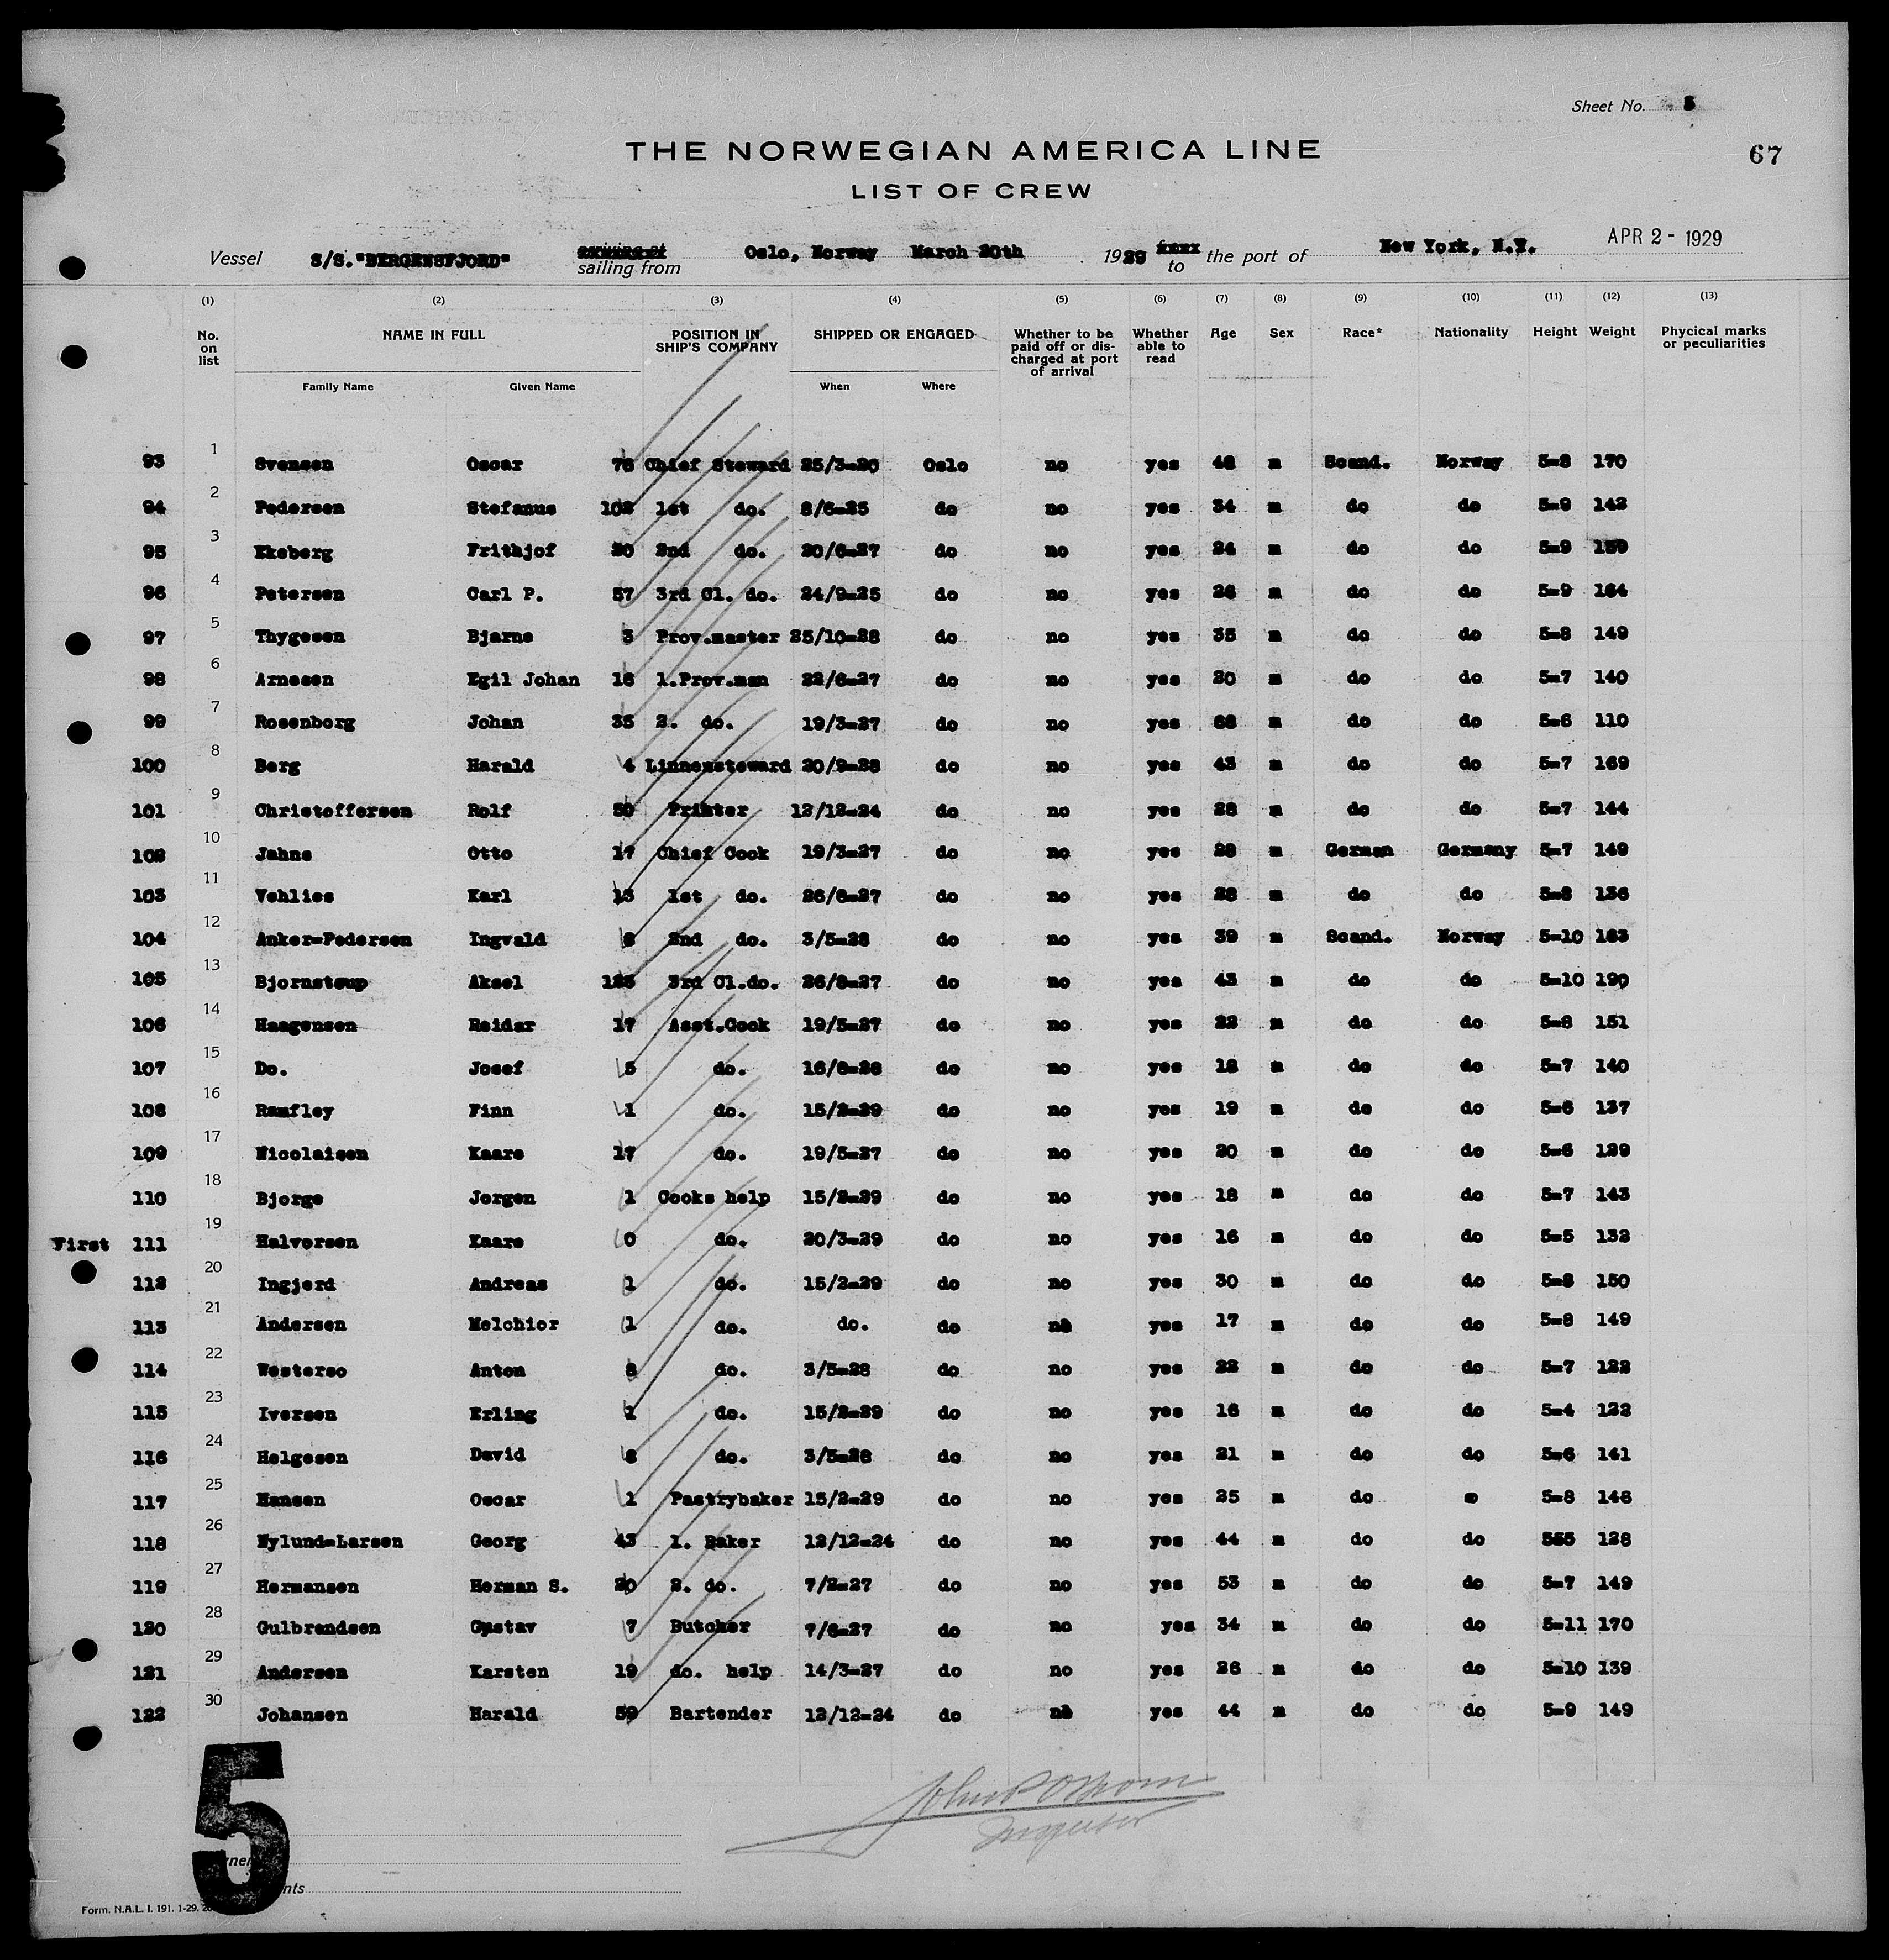 Sheet No. 5
THE NORWEGIAN AMERICA LINE
67
LIST OF CREW
Vessel S/S."BERGENSFJORD" sailing from Oslo, Norway March 20th 1929 to the port of New York, N.Y. APR 2 - 1929
(1) (2) (3) (4) (5) (6) (7) (8) (9) (10) (11) (12) (13)
No. on list NAME IN FULL POSITION IN SHIP'S COMPANY SHIPPED OR ENGAGED Whether to be paid off or discharged at port of arrival Whether able to read Age Sex Race* Nationality Height Weight Phycical marks or peculiarities
Family Name Given Name When Where
93 1 Svensen Oscar 78 Chief Steward 25/3-20 Oslo no yes 48 m Scand. Norway 5-8 170
94 2 Pedersen Stefanus 102 1st do. 8/6-25 do no yes 34 m do do 5-9 142
95 3 Ekeberg Frithjof 20 2nd do. 20/6-27 do no yes 24 m do do 5-9 159
96 4 Petersen Carl P. 57 3rd Cl. do. 24/9-25 do no yes 26 m do do 5-9 164
97 5 Thygesen Bjarne 3 Prov.master 25/10-28 do no yes 35 m do do 5-8 149
98 6 Arnesen Egil Johan 16 1.Prov.man 22/6-27 do no yes 20 m do do 5-7 140
99 7 Rosenborg Johan 35 2. do. 19/3-27 do no yes 68 m do do 5-6 110
100 8 Berg Harald 4 Linnensteward 20/9-28 do no yes 43 m do do 5-7 169
101 9 Christoffersen Rolf 50 Printer 12/12-24 do no yes 28 m do do 5-7 144
102 10 Jahns Otto 17 Chief Cook 19/3-27 do no yes 28 m German Germany 5-7 149
103 11 Vehlies Karl 13 1st do. 26/8-27 do no yes 28 m do do 5-8 136
104 12 Anker-Pedersen Ingvald 8 2nd do. 3/5-28 do no yes 39 m Scand. Norway 5-10 163
105 13 Bjornstsup Aksel 125 3rd Cl.do. 26/8-27 do no yes 43 m do do 5-10 190
106 14 Haagensen Reidar 17 Asst.Cook 19/5-27 do no yes 22 m do do 5-8 151
107 15 Do. Josef 5 do. 16/8-28 do no yes 18 m do do 5-7 140
108 16 Ramfley Finn 1 do. 15/2-29 do no yes 19 m do do 5-6 137
109 17 Nicolaisen Kaare 17 do. 19/5-27 do no yes 20 m do do 5-6 129
110 18 Bjorge Jorgen 1 Cooks help 15/2-29 do no yes 18 m do do 5-7 143
First 111 19 Halvorsen Kaare 0 do. 20/3-29 do no yes 16 m do do 5-5 132
112 20 Ingjerd Andreas 1 do. 15/2-29 do no yes 30 m do do 5-8 150
113 21 Andersen Melchior 1 do. do. do no yes 17 m do do 5-8 149
114 22 Westerso Anton 8 do. 3/5-28 do no yes 22 m do do 5-7 122
115 23 Iversen Erling 1 do. 15/2-29 do no yes 16 m do do 5-4 122
116 24 Helgesen David 8 do. 3/5-28 do no yes 21 m do do 5-6 141
117 25 Hansen Oscar 1 Pastrybaker 15/2-29 do no yes 25 m do 5-8 146
118 26 Nylund-Larsen Georg 43 1. Baker 12/12-24 do no yes 44 m do do 555 128
119 27 Hermansen Herman S. 20 2. do. 7/2-27 do no yes 53 m do do 5-7 149
120 28 Gulbrandsen Gustav 7 Butcher 7/6-27 do no yes 34 m do do 5-11 170
121 29 Andersen Karsten 19 do. help 14/3-27 do no yes 26 m do do 5-10 139
122 30 Johansen Harald 59 Bartender 12/12-24 do no yes 44 m do do 5-9 149
5
Form. N.A.L. I. 191. 1-29.